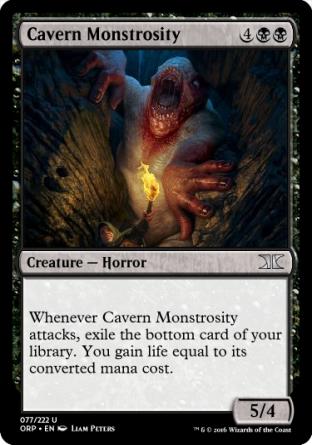 Cavern Monstrosity 4
Creature — Horror
Whenever Cavern Monstrosity
attacks, exile the bottom card of your
library. You gain life equal to its
converted mana cost.
5/4
077/222 U
ORP • EN Liam Peters
™ & © 2016 Wizards of the Coast